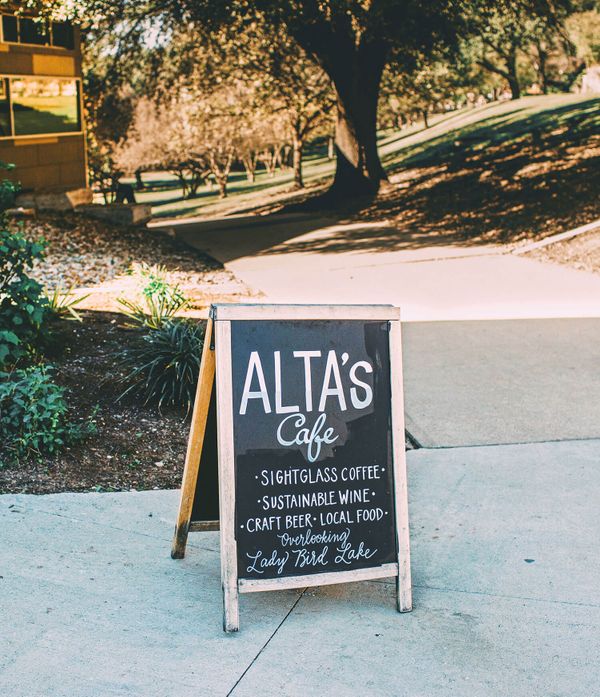 ALTA'S
Cafe
· SIGHTGLASS COFFEE ·
· SUSTAINABLE WINE ·
· CRAFT BEER · LOCAL FOOD ·
Overlooking
Lady Bird Lake